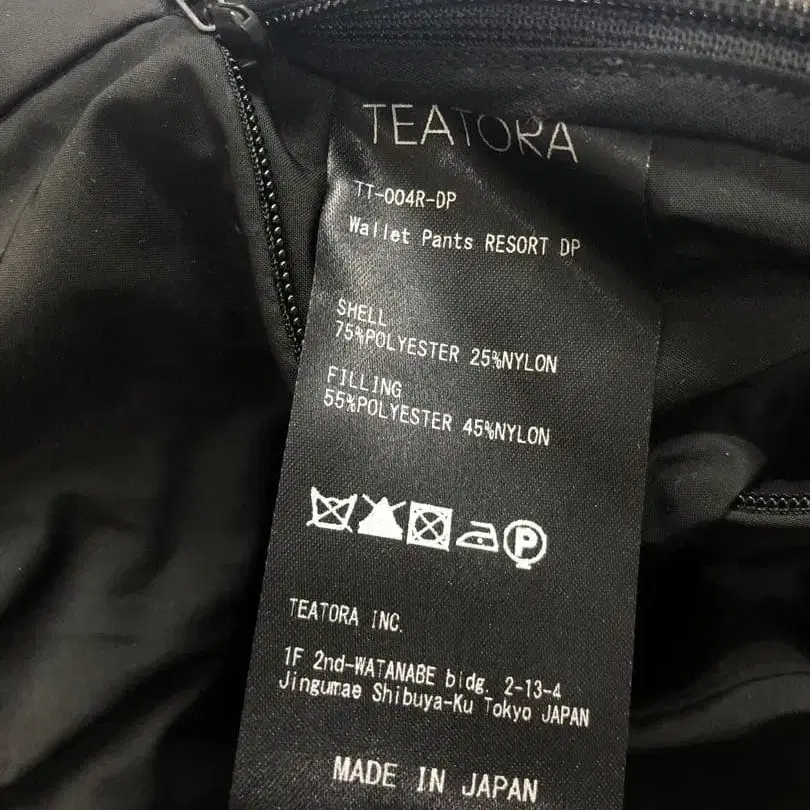 TEATORA
TT-004R-DP
Wallet Pants RESORT DP
SHELL
75%POLYESTER 25%NYLON
FILLING
55%POLYESTER 45%NYLON
P
TEATORA INC.
1F 2nd-WATANABE bidg. 2-13-4
Jingumae Shibuya-Ku Tokyo JAPAN
MADE IN JAPAN